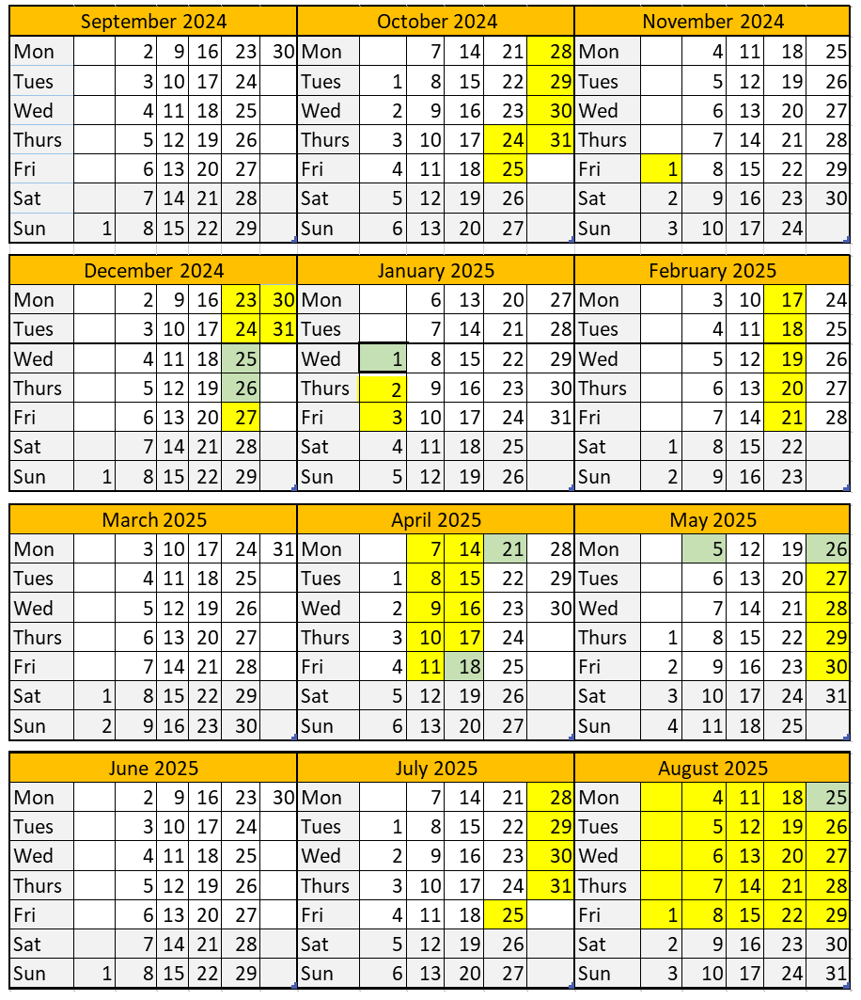 September 2024 October 2024 November 2024
Mon 2 9 16 23 30 Mon 7 14 21 28 Mon 4 11 18 25
Tues 3 10 17 24 Tues 1 8 15 22 29 Tues 5 12 19 26
Wed 4 11 18 25 Wed 2 9 16 23 30 Wed 6 13 20 27
Thurs 5 12 19 26 Thurs 3 10 17 24 31 Thurs 7 14 21 28
Fri 6 13 20 27 Fri 4 11 18 25 Fri 1 8 15 22 29
Sat 7 14 21 28 Sat 5 12 19 26 Sat 2 9 16 23 30
Sun 1 8 15 22 29 Sun 6 13 20 27 Sun 3 10 17 24
December 2024 January 2025 February 2025
Mon 2 9 16 23 30 Mon 6 13 20 27 Mon 3 10 17 24
Tues 3 10 17 24 31 Tues 7 14 21 28 Tues 4 11 18 25
Wed 4 11 18 25 Wed 1 8 15 22 29 Wed 5 12 19 26
Thurs 5 12 19 26 Thurs 2 9 16 23 30 Thurs 6 13 20 27
Fri 6 13 20 27 Fri 3 10 17 24 31 Fri 7 14 21 28
Sat 7 14 21 28 Sat 4 11 18 25 Sat 1 8 15 22
Sun 1 8 15 22 29 Sun 5 12 19 26 Sun 2 9 16 23
March 2025 April 2025 May 2025
Mon 3 10 17 24 31 Mon 7 14 21 28 Mon 5 12 19 26
Tues 4 11 18 25 Tues 1 8 15 22 29 Tues 6 13 20 27
Wed 5 12 19 26 Wed 2 9 16 23 30 Wed 7 14 21 28
Thurs 6 13 20 27 Thurs 3 10 17 24 Thurs 1 8 15 22 29
Fri 7 14 21 28 Fri 4 11 18 25 Fri 2 9 16 23 30
Sat 1 8 15 22 29 Sat 5 12 19 26 Sat 3 10 17 24 31
Sun 2 9 16 23 30 Sun 6 13 20 27 Sun 4 11 18 25
June 2025 July 2025 August 2025
Mon 2 9 16 23 30 Mon 7 14 21 28 Mon 4 11 18 25
Tues 3 10 17 24 Tues 1 8 15 22 29 Tues 5 12 19 26
Wed 4 11 18 25 Wed 2 9 16 23 30 Wed 6 13 20 27
Thurs 5 12 19 26 Thurs 3 10 17 24 31 Thurs 7 14 21 28
Fri 6 13 20 27 Fri 4 11 18 25 Fri 1 8 15 22 29
Sat 7 14 21 28 Sat 5 12 19 26 Sat 2 9 16 23 30
Sun 1 8 15 22 29 Sun 6 13 20 27 Sun 3 10 17 24 31